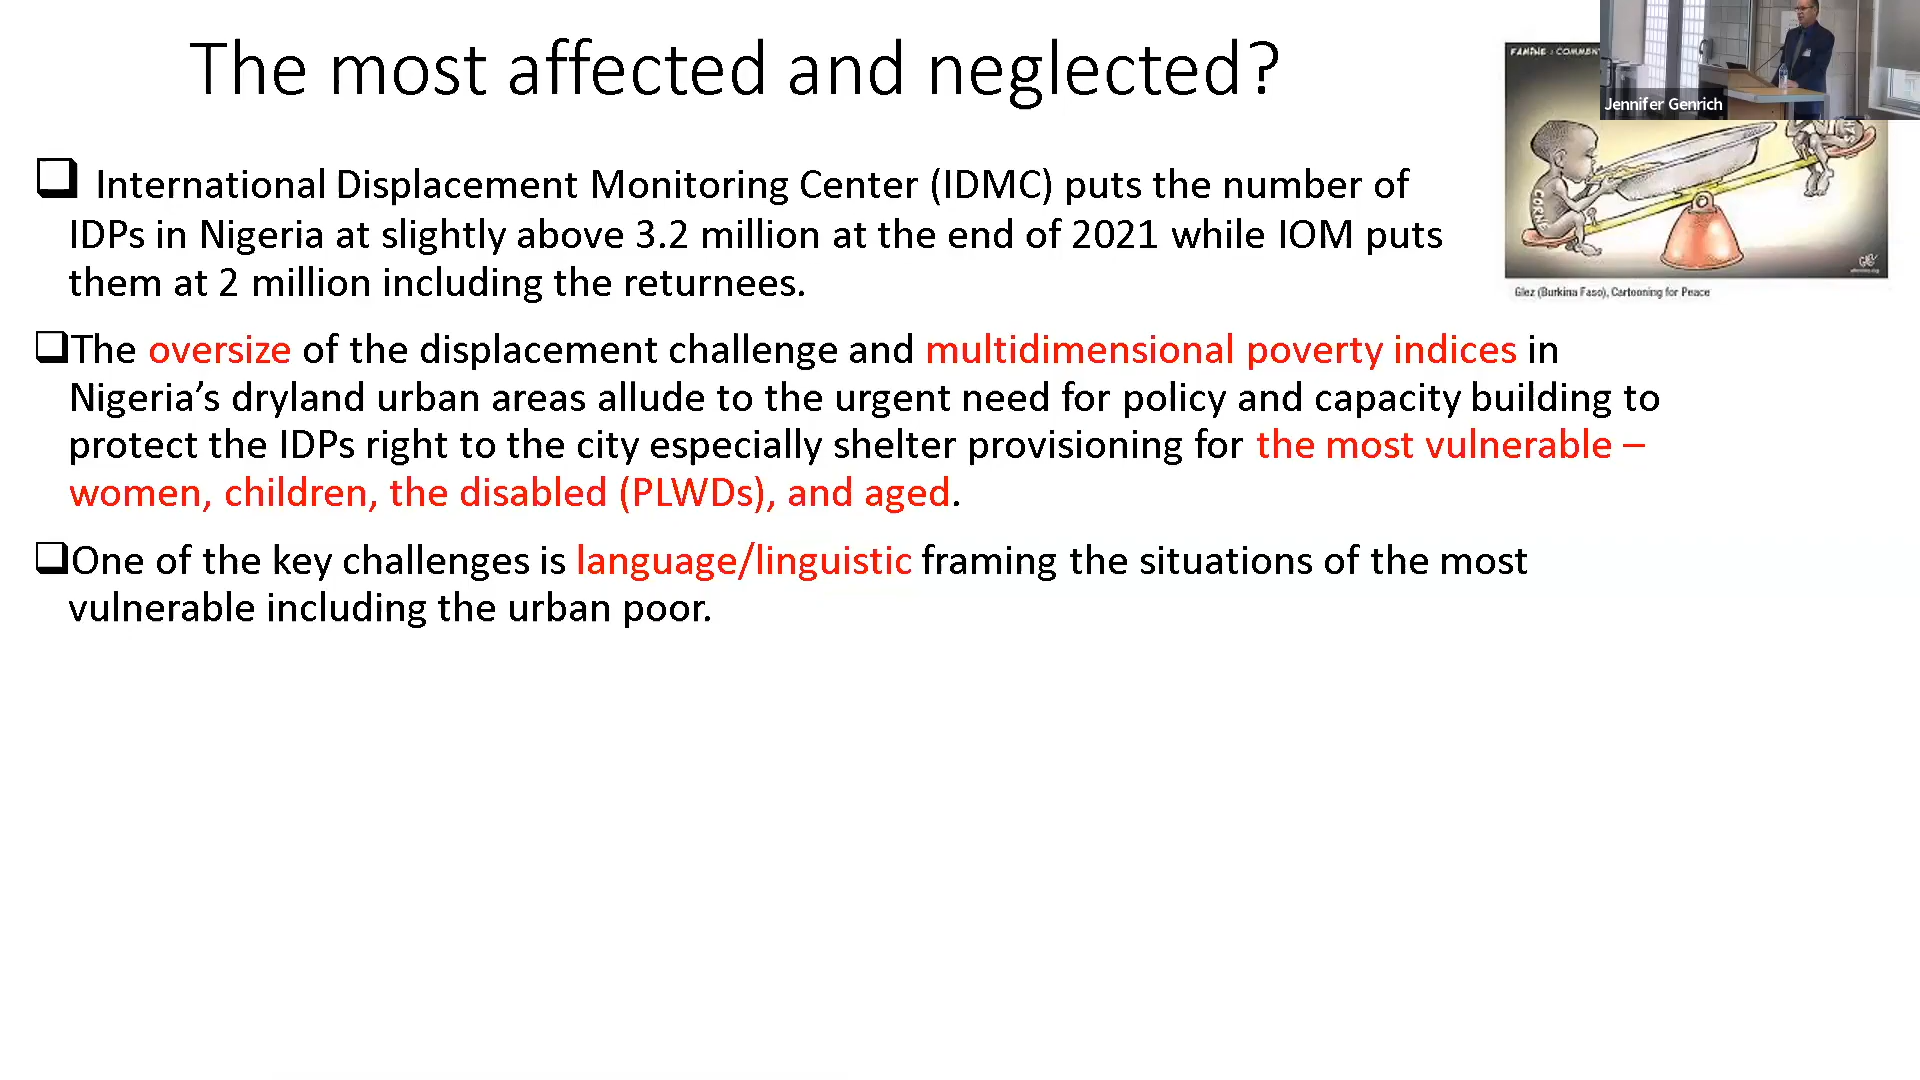 The most affected and neglected?
FAMINE : COMMEN
Jennifer Genrich
International Displacement Monitoring Center (IDMC) puts the number of
IDPs in Nigeria at slightly above 3.2 million at the end of 2021 while IOM puts
them at 2 million including the returnees.
Glez (Burkina Faso), Cartooning for Peace
The oversize of the displacement challenge and multidimensional poverty indices in
Nigeria’s dryland urban areas allude to the urgent need for policy and capacity building to
protect the IDPs right to the city especially shelter provisioning for the most vulnerable –
women, children, the disabled (PLWDs), and aged.
One of the key challenges is language/linguistic framing the situations of the most
vulnerable including the urban poor.